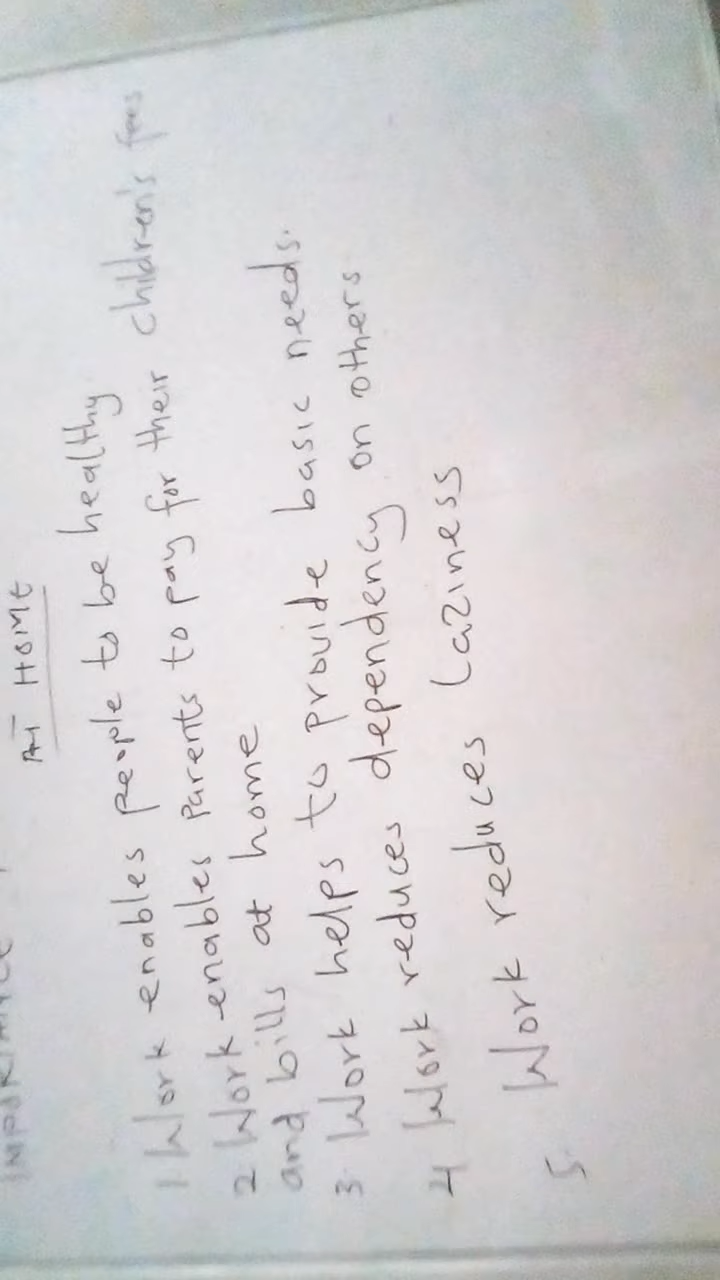 IMPORTANCE
AT HOME
1 Work enables people to be healthy
2 Work enables Parents to pay for their children's fees
and bills at home
3. Work helps to provide basic needs.
4 Work reduces dependency on others
5. Work reduces Laziness